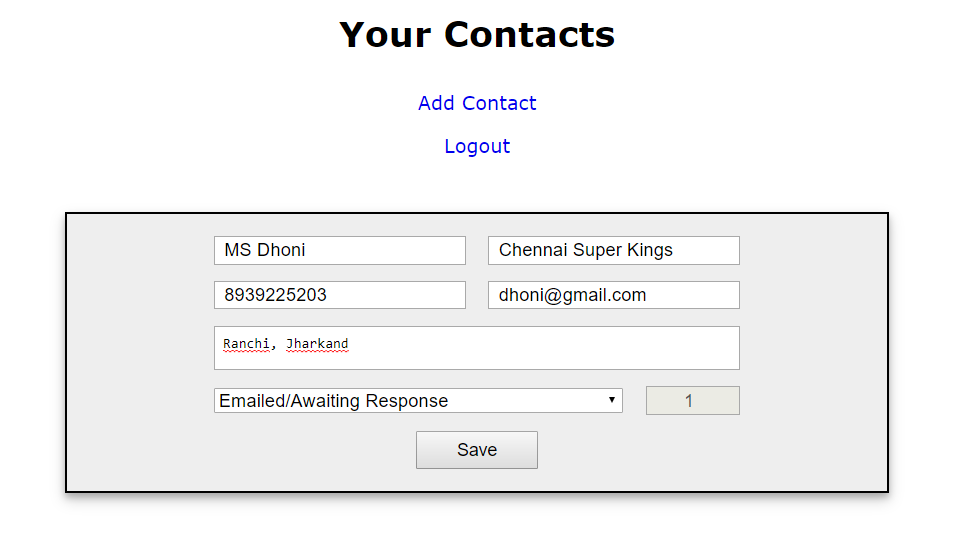 Your Contacts
Add Contact
Logout
MS Dhoni Chennai Super Kings
8939225203 dhoni@gmail.com
Ranchi, Jharkand
Emailed/Awaiting Response 1
Save